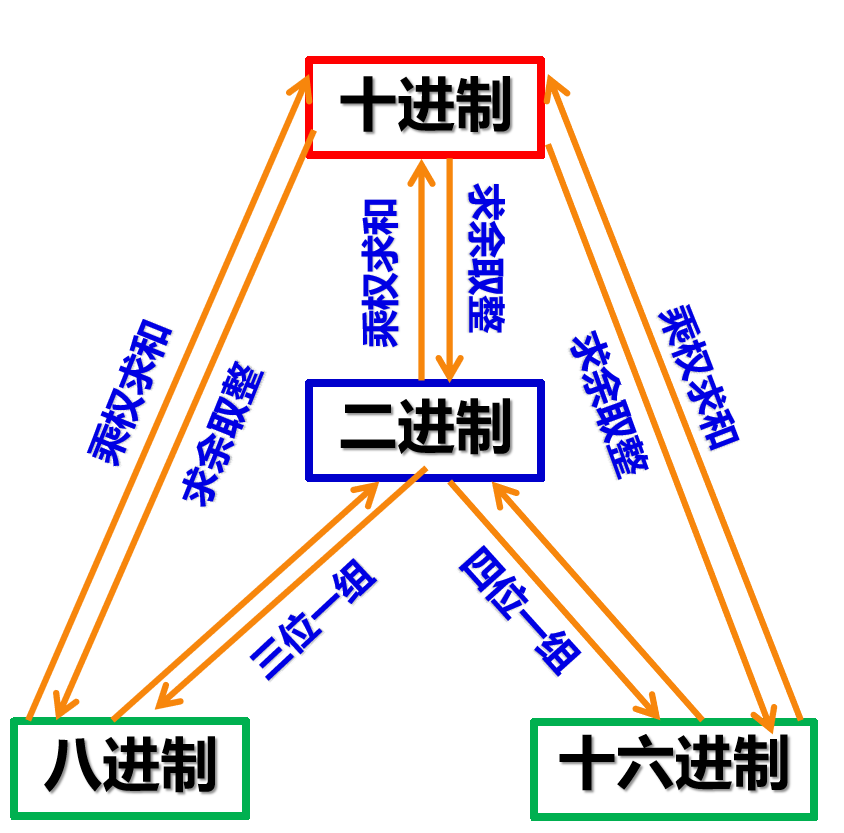 十进制
乘权求和
求余取整
乘权求和
求余取整
乘权求和
求余取整
二进制
三位一组
四位一组
八进制
十六进制